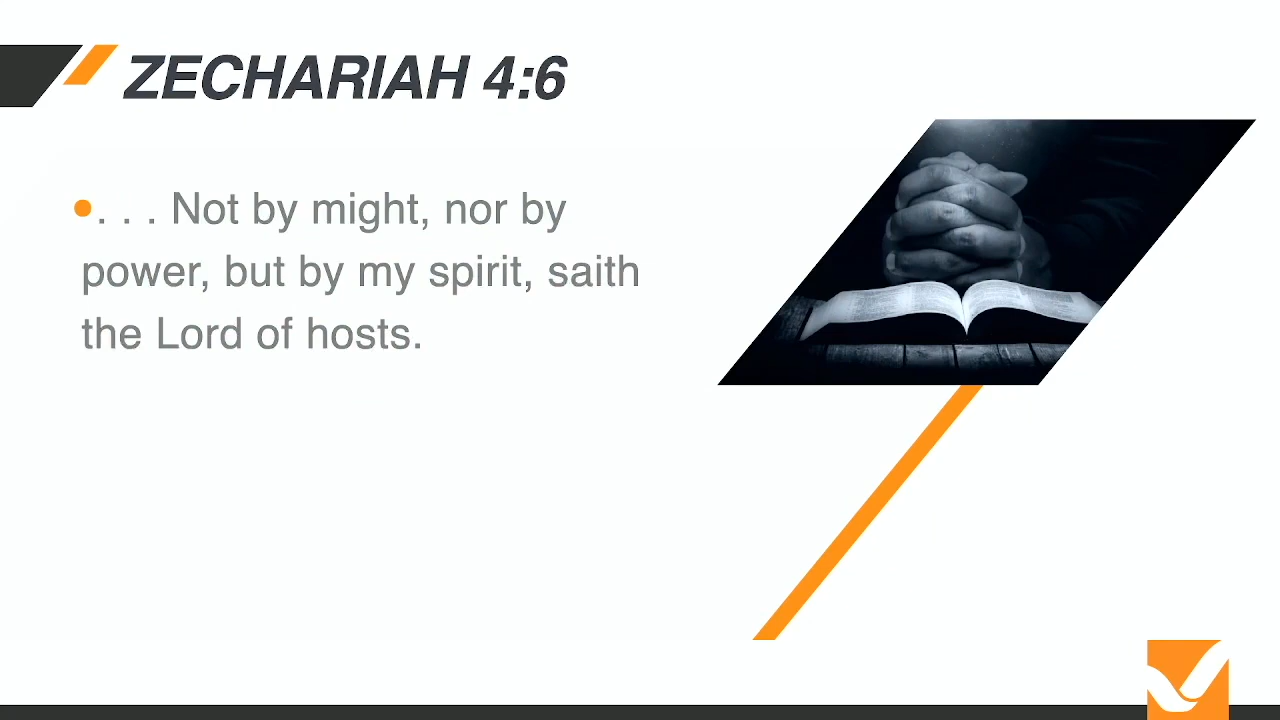 ZECHARIAH 4:6
. . . Not by might, nor by
power, but by my spirit, saith
the Lord of hosts.